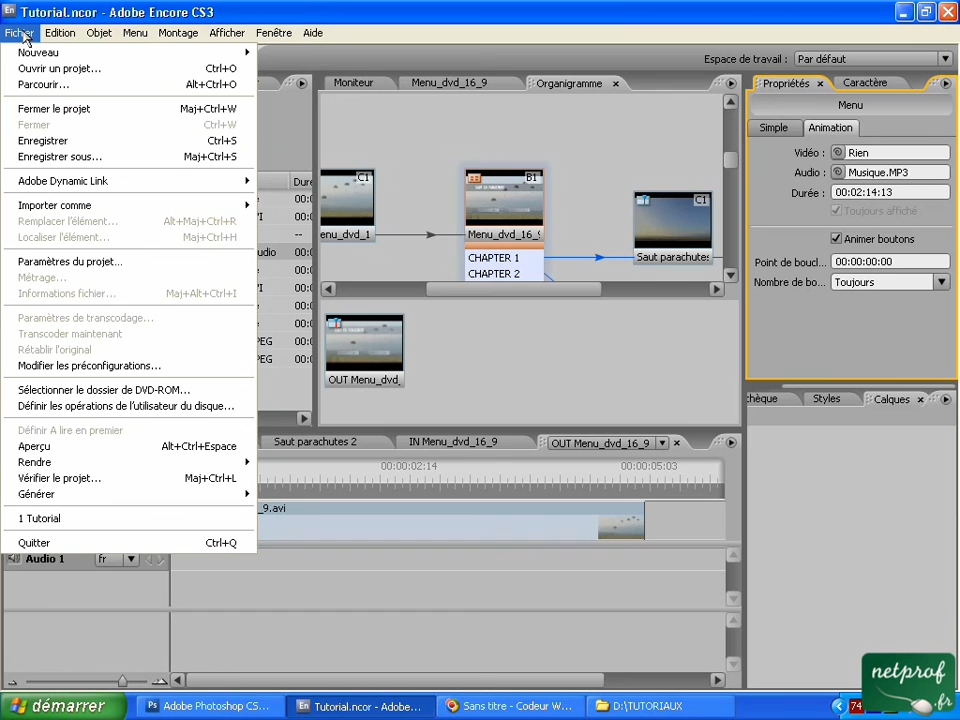 En Tutorial.ncor - Adobe Encore CS3
Fichier Edition Objet Menu Montage Afficher Fenêtre Aide
Espace de travail : Par défaut
Nouveau
Ouvrir un projet... Ctrl+O
Parcourir... Alt+Ctrl+O
Fermer le projet Maj+Ctrl+W
Fermer Ctrl+W
Enregistrer Ctrl+S
Enregistrer sous... Maj+Ctrl+S
Adobe Dynamic Link
Importer comme
Remplacer l'élément... Alt+Maj+Ctrl+R
Localiser l'élément... Maj+Ctrl+H
Paramètres du projet...
Métrage...
Informations fichier... Maj+Alt+Ctrl+I
Paramètres de transcodage...
Transcoder maintenant
Rétablir l'original
Modifier les préconfigurations...
Sélectionner le dossier de DVD-ROM...
Définir les opérations de l'utilisateur du disque...
Définir A lire en premier
Aperçu Alt+Ctrl+Espace
Rendre
Vérifier le projet... Maj+Ctrl+L
Générer
1 Tutorial
Quitter Ctrl+Q
Moniteur Menu_dvd_16_9 Organigramme
C1 B1 C1
enu_dvd_1 Menu_dvd_16_9 Saut parachutes
CHAPTER 1
CHAPTER 2
OUT Menu_dvd_
Propriétés Caractère
Menu
Simple Animation
Vidéo : Rien
Audio : Musique.MP3
Durée : 00:02:14:13
Toujours affiché
Animer boutons
Point de boucl... 00:00:00:00
Nombre de bo... Toujours
thèque Styles Calques
Saut parachutes 2 IN Menu_dvd_16_9 OUT Menu_dvd_16_9
00:00:02:14 00:00:05:03
_9.avi
Audio 1 fr
démarrer Ps Adobe Photoshop CS... En Tutorial.ncor - Adobe... Sans titre - Codeur W... D:\TUTORIAUX 74
netprof
.fr